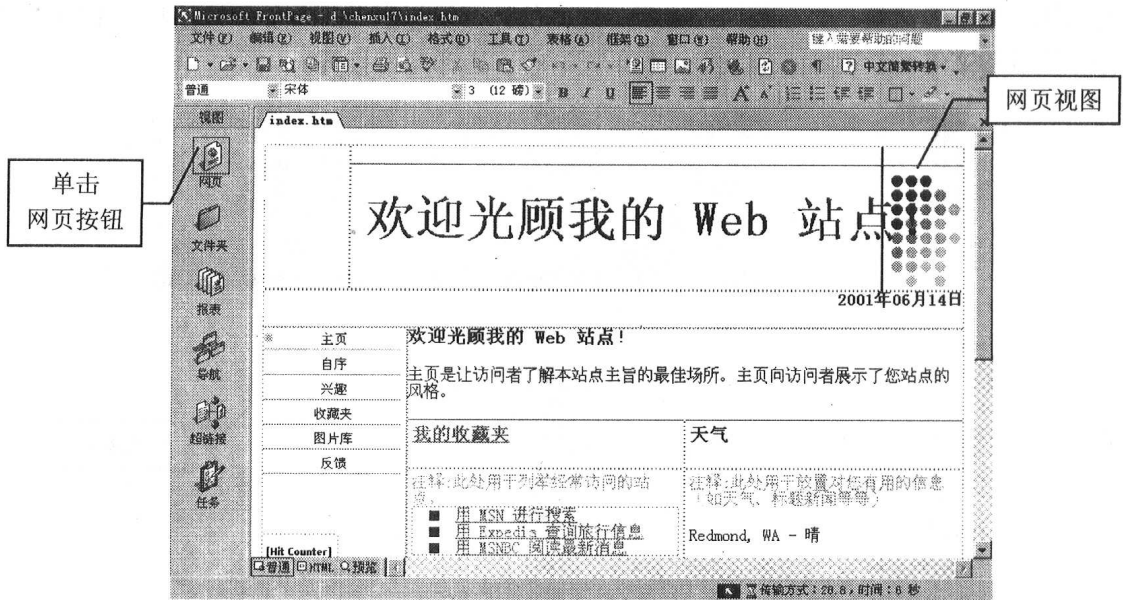 Microsoft FrontPage - d:\chenxu17\index.htm
文件(F) 编辑(E) 视图(V) 插入(I) 格式(O) 工具(T) 表格(A) 框架(R) 窗口(W) 帮助(H) 键入需要帮助的问题
中文简繁转换
普通 宋体 3 (12 磅) B I U A A
视图
index.htm
网页视图
单击
网页按钮
网页
文件夹
报表
导航
超链接
任务
欢迎光顾我的 Web 站点!
2001年06月14日
主页
自序
兴趣
收藏夹
图片库
反馈
[Hit Counter]
欢迎光顾我的 Web 站点!
主页是让访问者了解本站点主旨的最佳场所。主页向访问者展示了您站点的
风格。
我的收藏夹
注释:此处用于列举经常访问的站
点。
用 MSN 进行搜索
用 Expedia 查询旅行信息
用 MSNBC 阅读最新消息
天气
注释:此处用于放置对您有用的信息
(如天气、标题新闻等等)
Redmond, WA - 晴
普通 HTML 预览
传输方式:28.8,时间:6 秒